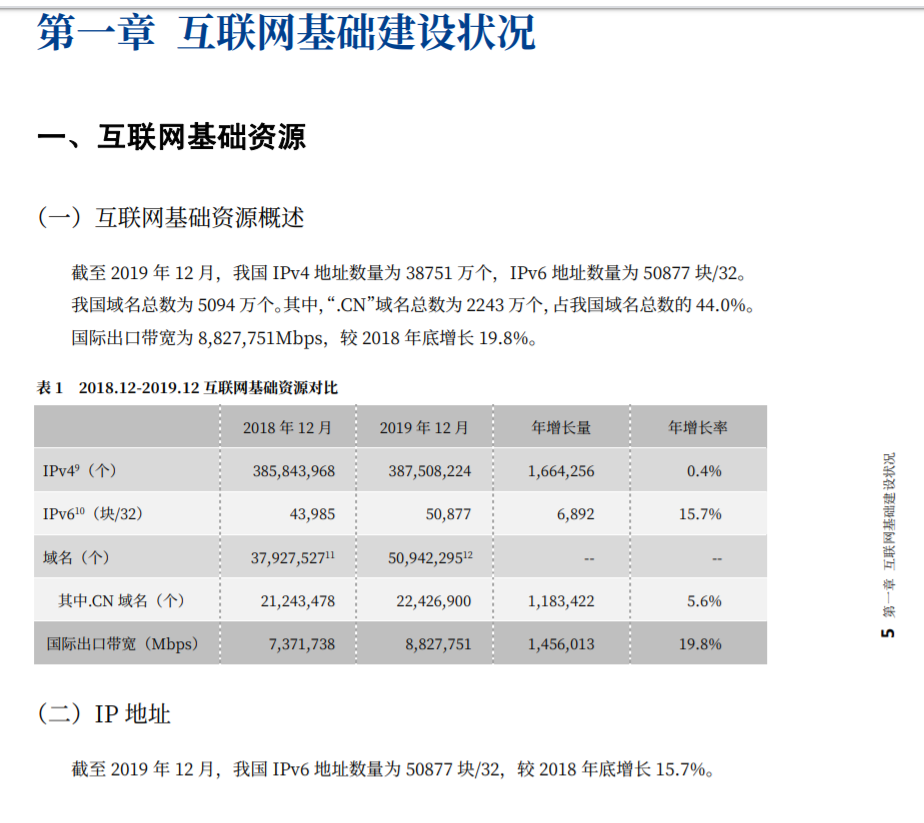 第一章 互联网基础建设状况
一、互联网基础资源
（一）互联网基础资源概述
截至 2019 年 12 月，我国 IPv4 地址数量为 38751 万个，IPv6 地址数量为 50877 块/32。
我国域名总数为 5094 万个。其中，“.CN”域名总数为 2243 万个，占我国域名总数的 44.0%。
国际出口带宽为 8,827,751Mbps，较 2018 年底增长 19.8%。
表 1 2018.12-2019.12 互联网基础资源对比
2018 年 12 月 2019 年 12 月 年增长量 年增长率
IPv4⁹（个） 385,843,968 387,508,224 1,664,256 0.4%
IPv6¹⁰（块/32） 43,985 50,877 6,892 15.7%
域名（个） 37,927,527¹¹ 50,942,295¹² -- --
其中.CN 域名（个） 21,243,478 22,426,900 1,183,422 5.6%
国际出口带宽（Mbps） 7,371,738 8,827,751 1,456,013 19.8%
（二）IP 地址
截至 2019 年 12 月，我国 IPv6 地址数量为 50877 块/32，较 2018 年底增长 15.7%。
5 第一章 互联网基础建设状况